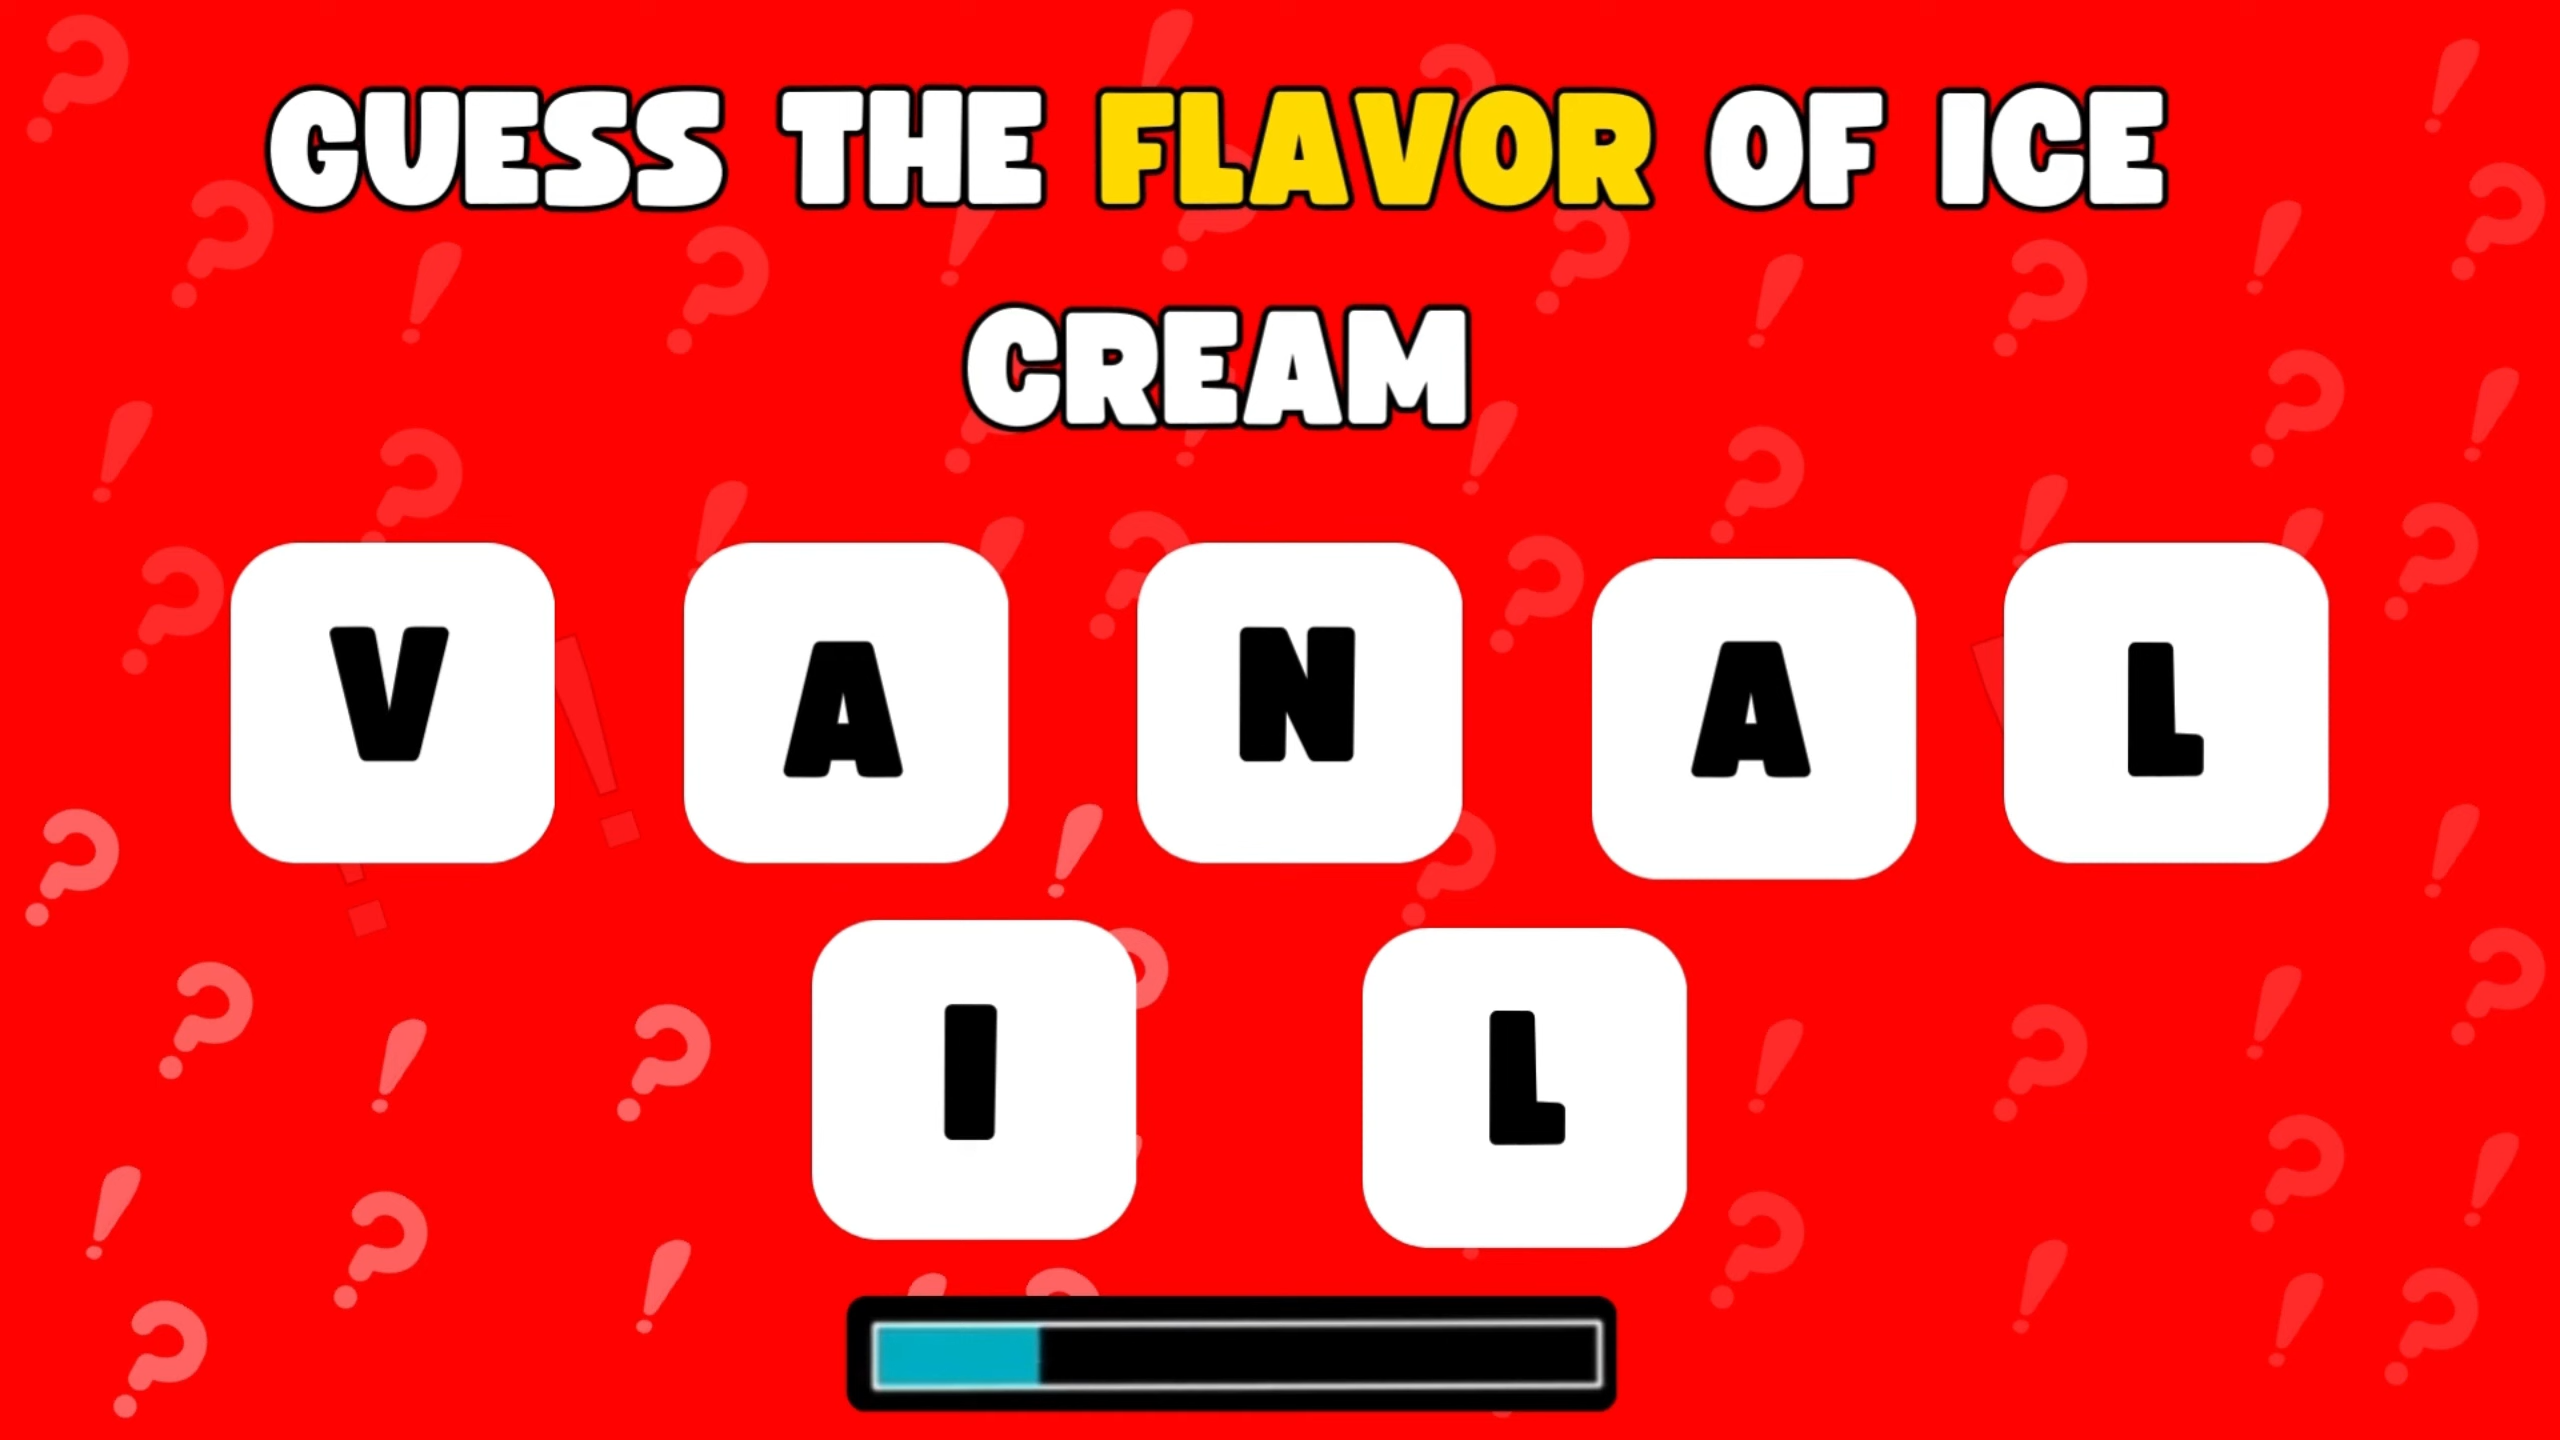 GUESS THE FLAVOR OF ICE
CREAM
V A N A L
I L